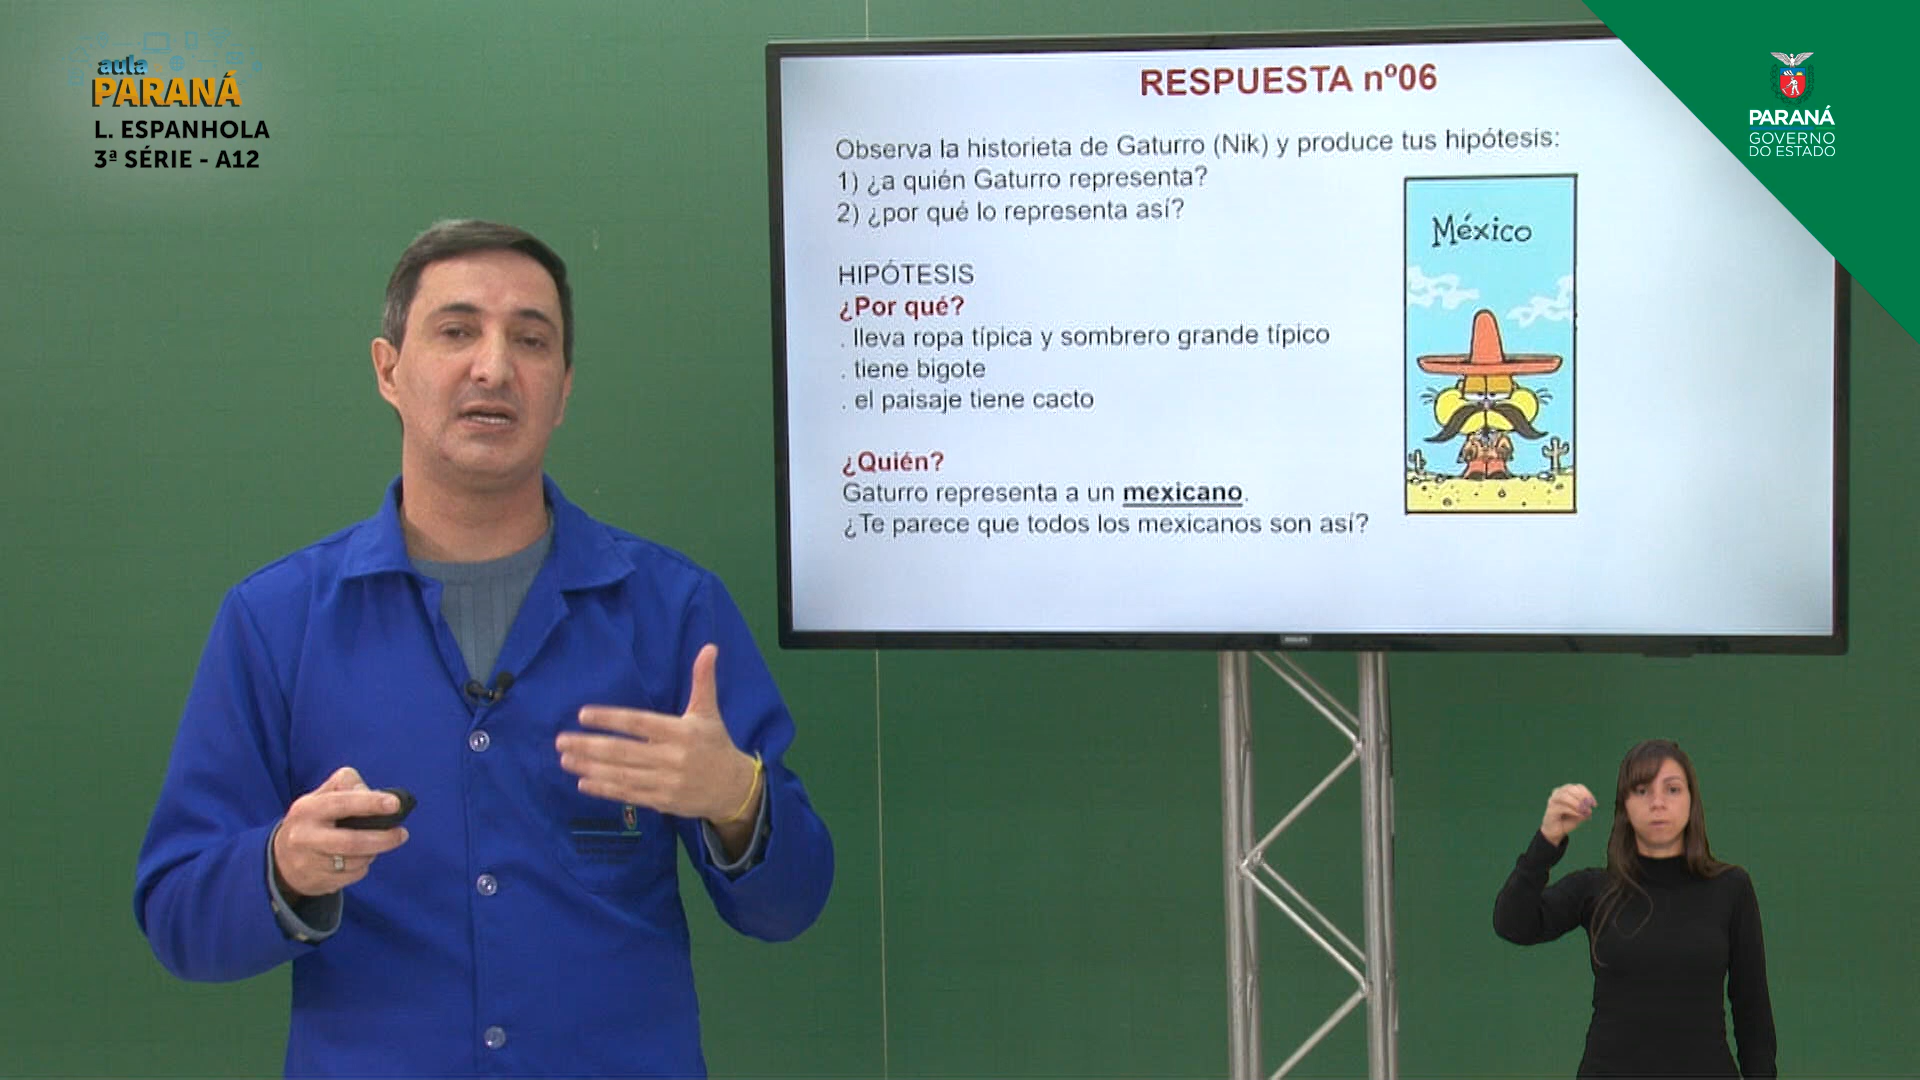 aula
PARANÁ
L. ESPANHOLA
3ª SÉRIE - A12
RESPUESTA nº06
Observa la historieta de Gaturro (Nik) y produce tus hipótesis:
1) ¿a quién Gaturro representa?
2) ¿por qué lo representa así?
HIPÓTESIS
¿Por qué?
. lleva ropa típica y sombrero grande típico
. tiene bigote
. el paisaje tiene cacto
¿Quién?
Gaturro representa a un mexicano.
¿Te parece que todos los mexicanos son así?
México
PARANÁ
GOVERNO
DO ESTADO
PHILIPS